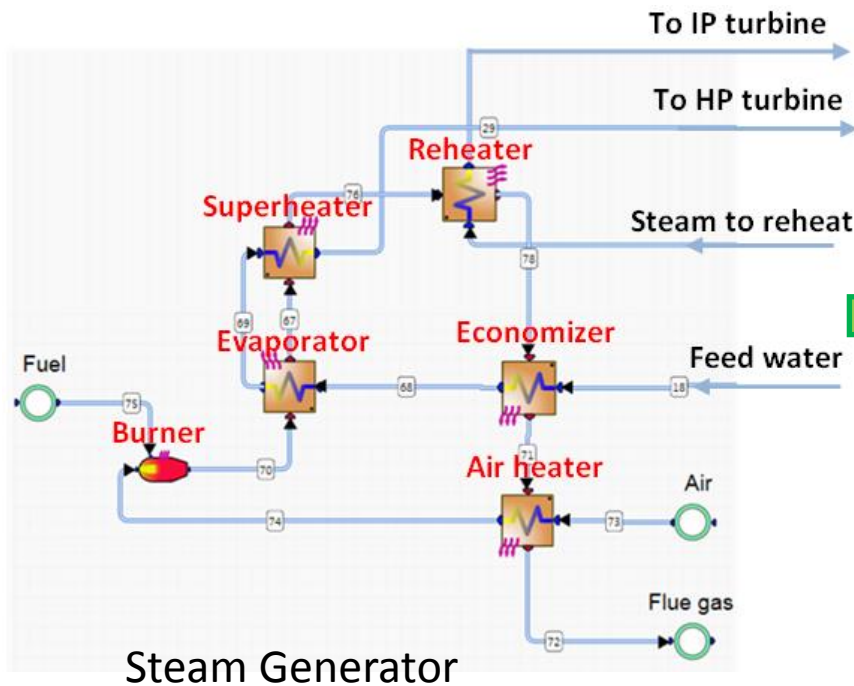 To IP turbine
To HP turbine
29
Reheater
76
Superheater
Steam to reheat
78
69
67
Evaporator
Economizer
Fuel
Feed water
68
18
75
Burner
71
Air heater
70
Air
74
73
Flue gas
72
Steam Generator